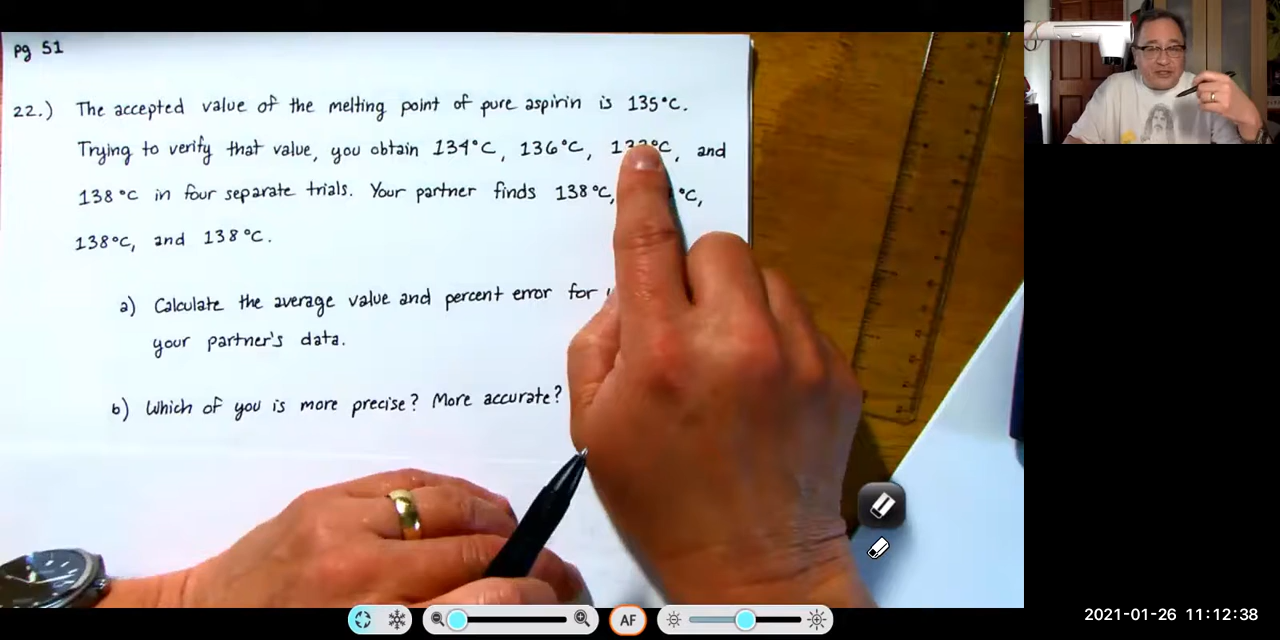 pg 51
22.) The accepted value of the melting point of pure aspirin is 135°C.
Trying to verify that value, you obtain 134°C, 136°C, 133°C, and
138°C in four separate trials. Your partner finds 138°C, °C,
138°C, and 138°C.
a) Calculate the average value and percent error for
your partner's data.
b) Which of you is more precise? More accurate?
AF
2021-01-26 11:12:38